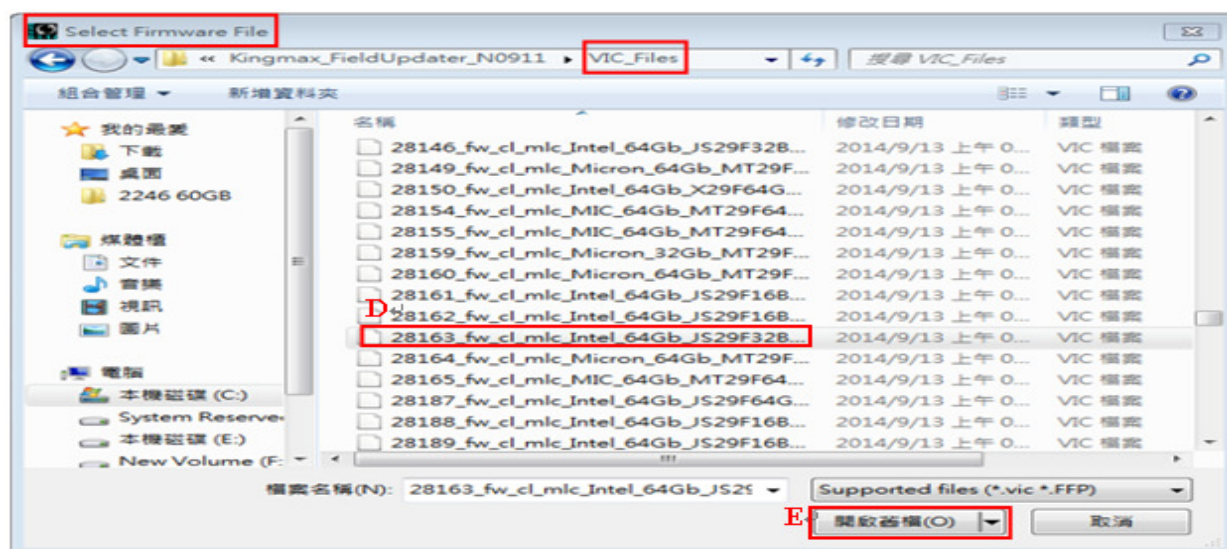 Select Firmware File
« Kingmax_FieldUpdater_N0911 ▸ VIC_Files
搜尋 VIC_Files
組合管理
新增資料夾
我的最愛
下載
桌面
2246 60GB
媒體櫃
文件
音樂
視訊
圖片
電腦
本機磁碟 (C:)
System Reserve
本機磁碟 (E:)
New Volume (F:
名稱 修改日期 類型
28146_fw_cl_mlc_Intel_64Gb_JS29F32B... 2014/9/13 上午 0... VIC 檔案
28149_fw_cl_mlc_Micron_64Gb_MT29F... 2014/9/13 上午 0... VIC 檔案
28150_fw_cl_mlc_Intel_64Gb_X29F64G... 2014/9/13 上午 0... VIC 檔案
28154_fw_cl_mlc_MIC_64Gb_MT29F64... 2014/9/13 上午 0... VIC 檔案
28155_fw_cl_mlc_MIC_64Gb_MT29F64... 2014/9/13 上午 0... VIC 檔案
28159_fw_cl_mlc_Micron_32Gb_MT29F... 2014/9/13 上午 0... VIC 檔案
28160_fw_cl_mlc_Micron_64Gb_MT29F... 2014/9/13 上午 0... VIC 檔案
28161_fw_cl_mlc_Intel_64Gb_JS29F16B... 2014/9/13 上午 0... VIC 檔案
D
28162_fw_cl_mlc_Intel_64Gb_JS29F16B... 2014/9/13 上午 0... VIC 檔案
28163_fw_cl_mlc_Intel_64Gb_JS29F32B... 2014/9/13 上午 0... VIC 檔案
28164_fw_cl_mlc_Micron_64Gb_MT29F... 2014/9/13 上午 0... VIC 檔案
28165_fw_cl_mlc_MIC_64Gb_MT29F64... 2014/9/13 上午 0... VIC 檔案
28187_fw_cl_mlc_Intel_64Gb_JS29F64G... 2014/9/13 上午 0... VIC 檔案
28188_fw_cl_mlc_Intel_64Gb_JS29F16B... 2014/9/13 上午 0... VIC 檔案
28189_fw_cl_mlc_Intel_64Gb_JS29F16B... 2014/9/13 上午 0... VIC 檔案
檔案名稱(N): 28163_fw_cl_mlc_Intel_64Gb_JS29 Supported files (*.vic *.FFP)
E 開啟舊檔(O) 取消